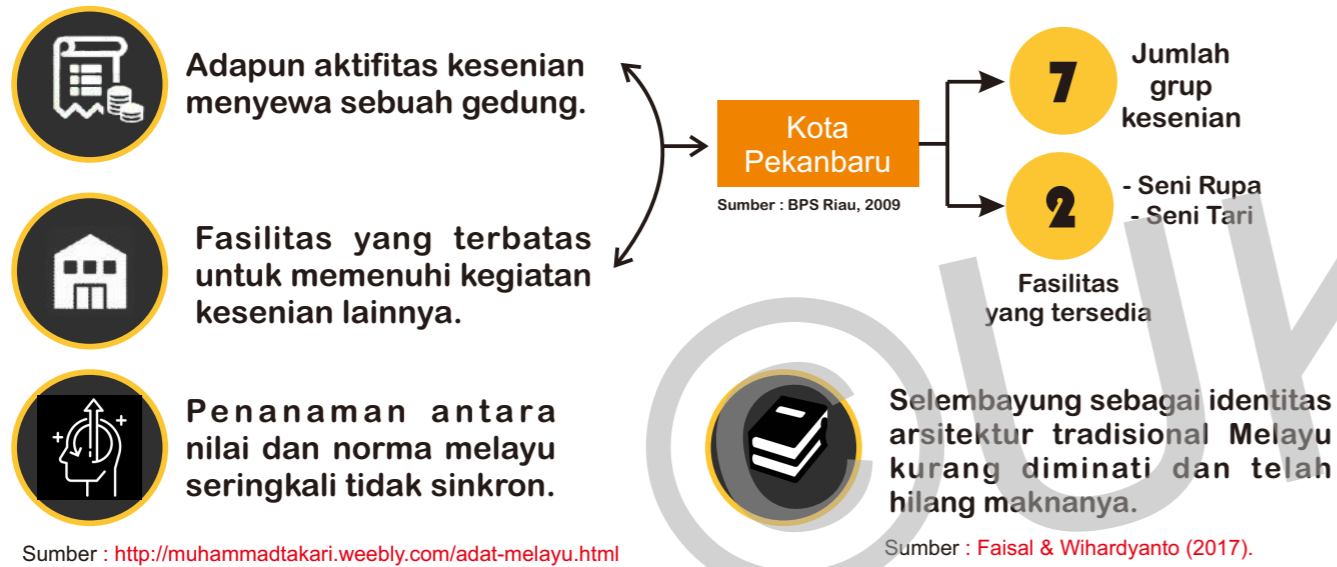 Adapun aktifitas kesenian
menyewa sebuah gedung.
Fasilitas yang terbatas
untuk memenuhi kegiatan
kesenian lainnya.
Kota
Pekanbaru
Sumber : BPS Riau, 2009
7
Jumlah
grup
kesenian
2
- Seni Rupa
- Seni Tari
Fasilitas
yang tersedia
Penanaman antara
nilai dan norma melayu
seringkali tidak sinkron.
Sumber : http://muhammadtakari.weebly.com/adat-melayu.html
Selembayung sebagai identitas
arsitektur tradisional Melayu
kurang diminati dan telah
hilang maknanya.
Sumber : Faisal & Wihardyanto (2017).